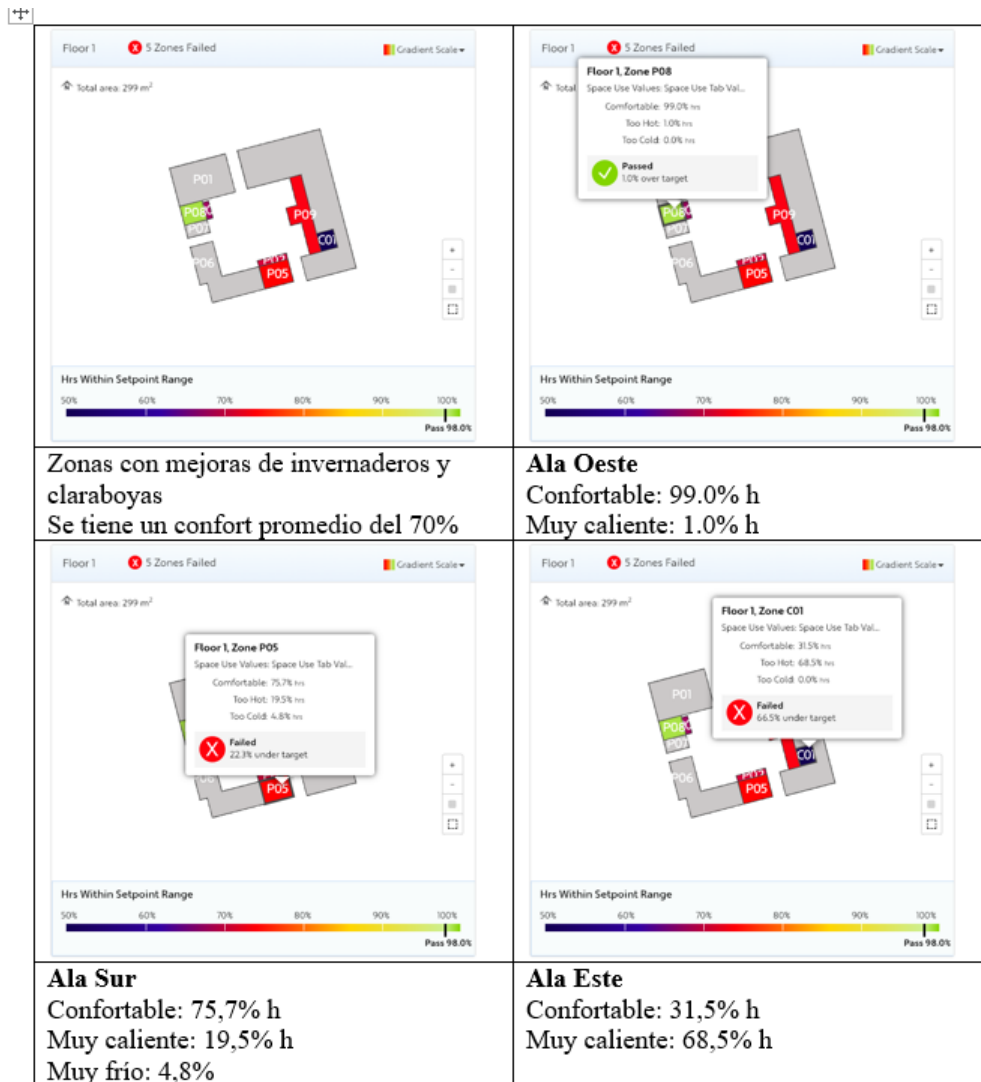 Floor 1 X 5 Zones Failed Gradient Scale
Total area: 299 m²
P01
P08
P07
P09
C01
P06
P05
+
-
Hrs Within Setpoint Range
50% 60% 70% 80% 90% 100%
Pass 98.0%
Floor 1 X 5 Zones Failed Gradient Scale
Total
Floor 1, Zone P08
Space Use Values: Space Use Tab Val...
Comfortable: 99.0% hrs
Too Hot: 1.0% hrs
Too Cold: 0.0% hrs
Passed
1.0% over target
P08
P09
C01
P06
P05
+
-
Hrs Within Setpoint Range
50% 60% 70% 80% 90% 100%
Pass 98.0%
Zonas con mejoras de invernaderos y
claraboyas
Se tiene un confort promedio del 70%
Ala Oeste
Confortable: 99.0% h
Muy caliente: 1.0% h
Floor 1 X 5 Zones Failed Gradient Scale
Total area: 299 m²
Floor 1, Zone P05
Space Use Values: Space Use Tab Val...
Comfortable: 75.7% hrs
Too Hot: 19.5% hrs
Too Cold: 4.8% hrs
X Failed
22.3% under target
P05
+
-
Hrs Within Setpoint Range
50% 60% 70% 80% 90% 100%
Pass 98.0%
Floor 1 X 5 Zones Failed Gradient Scale
Total area: 299 m²
Floor 1, Zone C01
Space Use Values: Space Use Tab Val...
Comfortable: 31.5% hrs
Too Hot: 68.5% hrs
Too Cold: 0.0% hrs
X Failed
66.5% under target
P01
P08
P07
C01
P06
P05
+
-
Hrs Within Setpoint Range
50% 60% 70% 80% 90% 100%
Pass 98.0%
Ala Sur
Confortable: 75,7% h
Muy caliente: 19,5% h
Muy frío: 4,8%
Ala Este
Confortable: 31,5% h
Muy caliente: 68,5% h